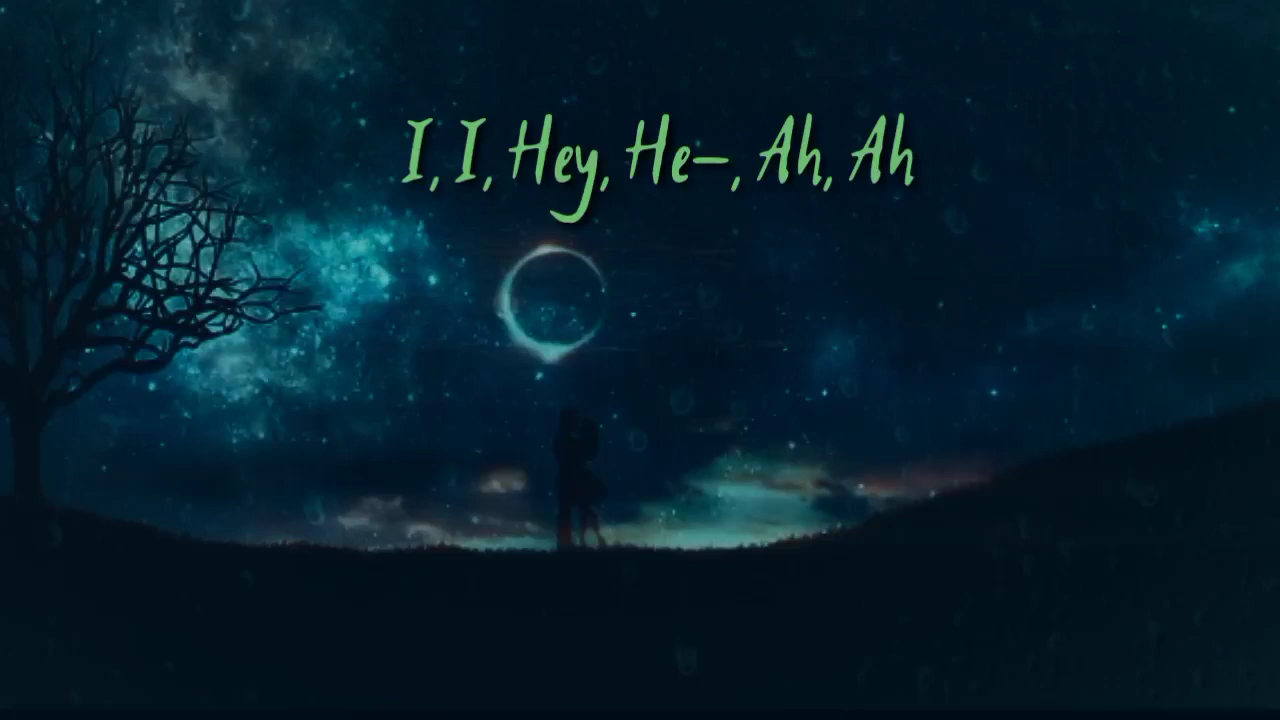 I, I, Hey, He–, Ah, Ah